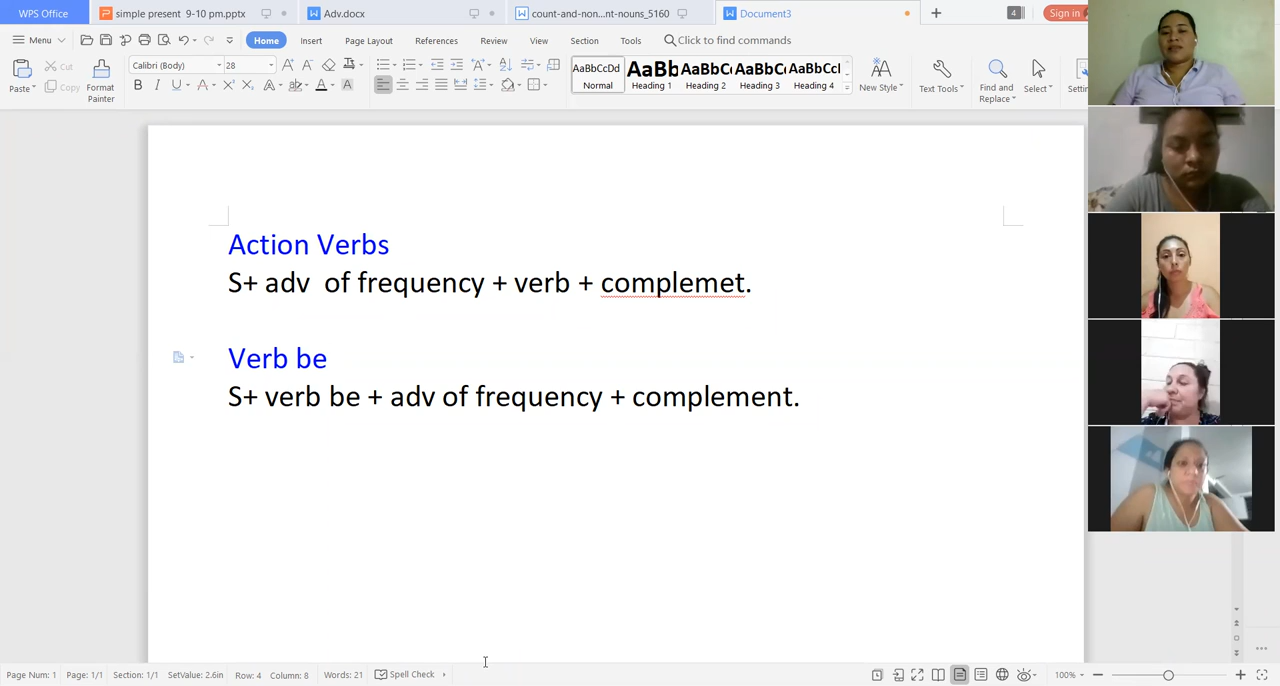 WPS Office
simple present 9-10 pm.pptx
Adv.docx
count-and-non...nt-nouns_5160
Document3
4
Sign in
Menu
Home
Insert
Page Layout
References
Review
View
Section
Tools
Click to find commands
Paste
Cut
Copy
Format Painter
Calibri (Body)
28
AaBbCcDd
Normal
AaBb
Heading 1
AaBbC
Heading 2
AaBbC
Heading 3
AaBbCcI
Heading 4
New Style
Text Tools
Find and Replace
Select
Action Verbs
S+ adv of frequency + verb + complemet.
Verb be
S+ verb be + adv of frequency + complement.
Page Num: 1
Page: 1/1
Section: 1/1
SetValue: 2.6in
Row: 4
Column: 8
Words: 21
Spell Check
100%